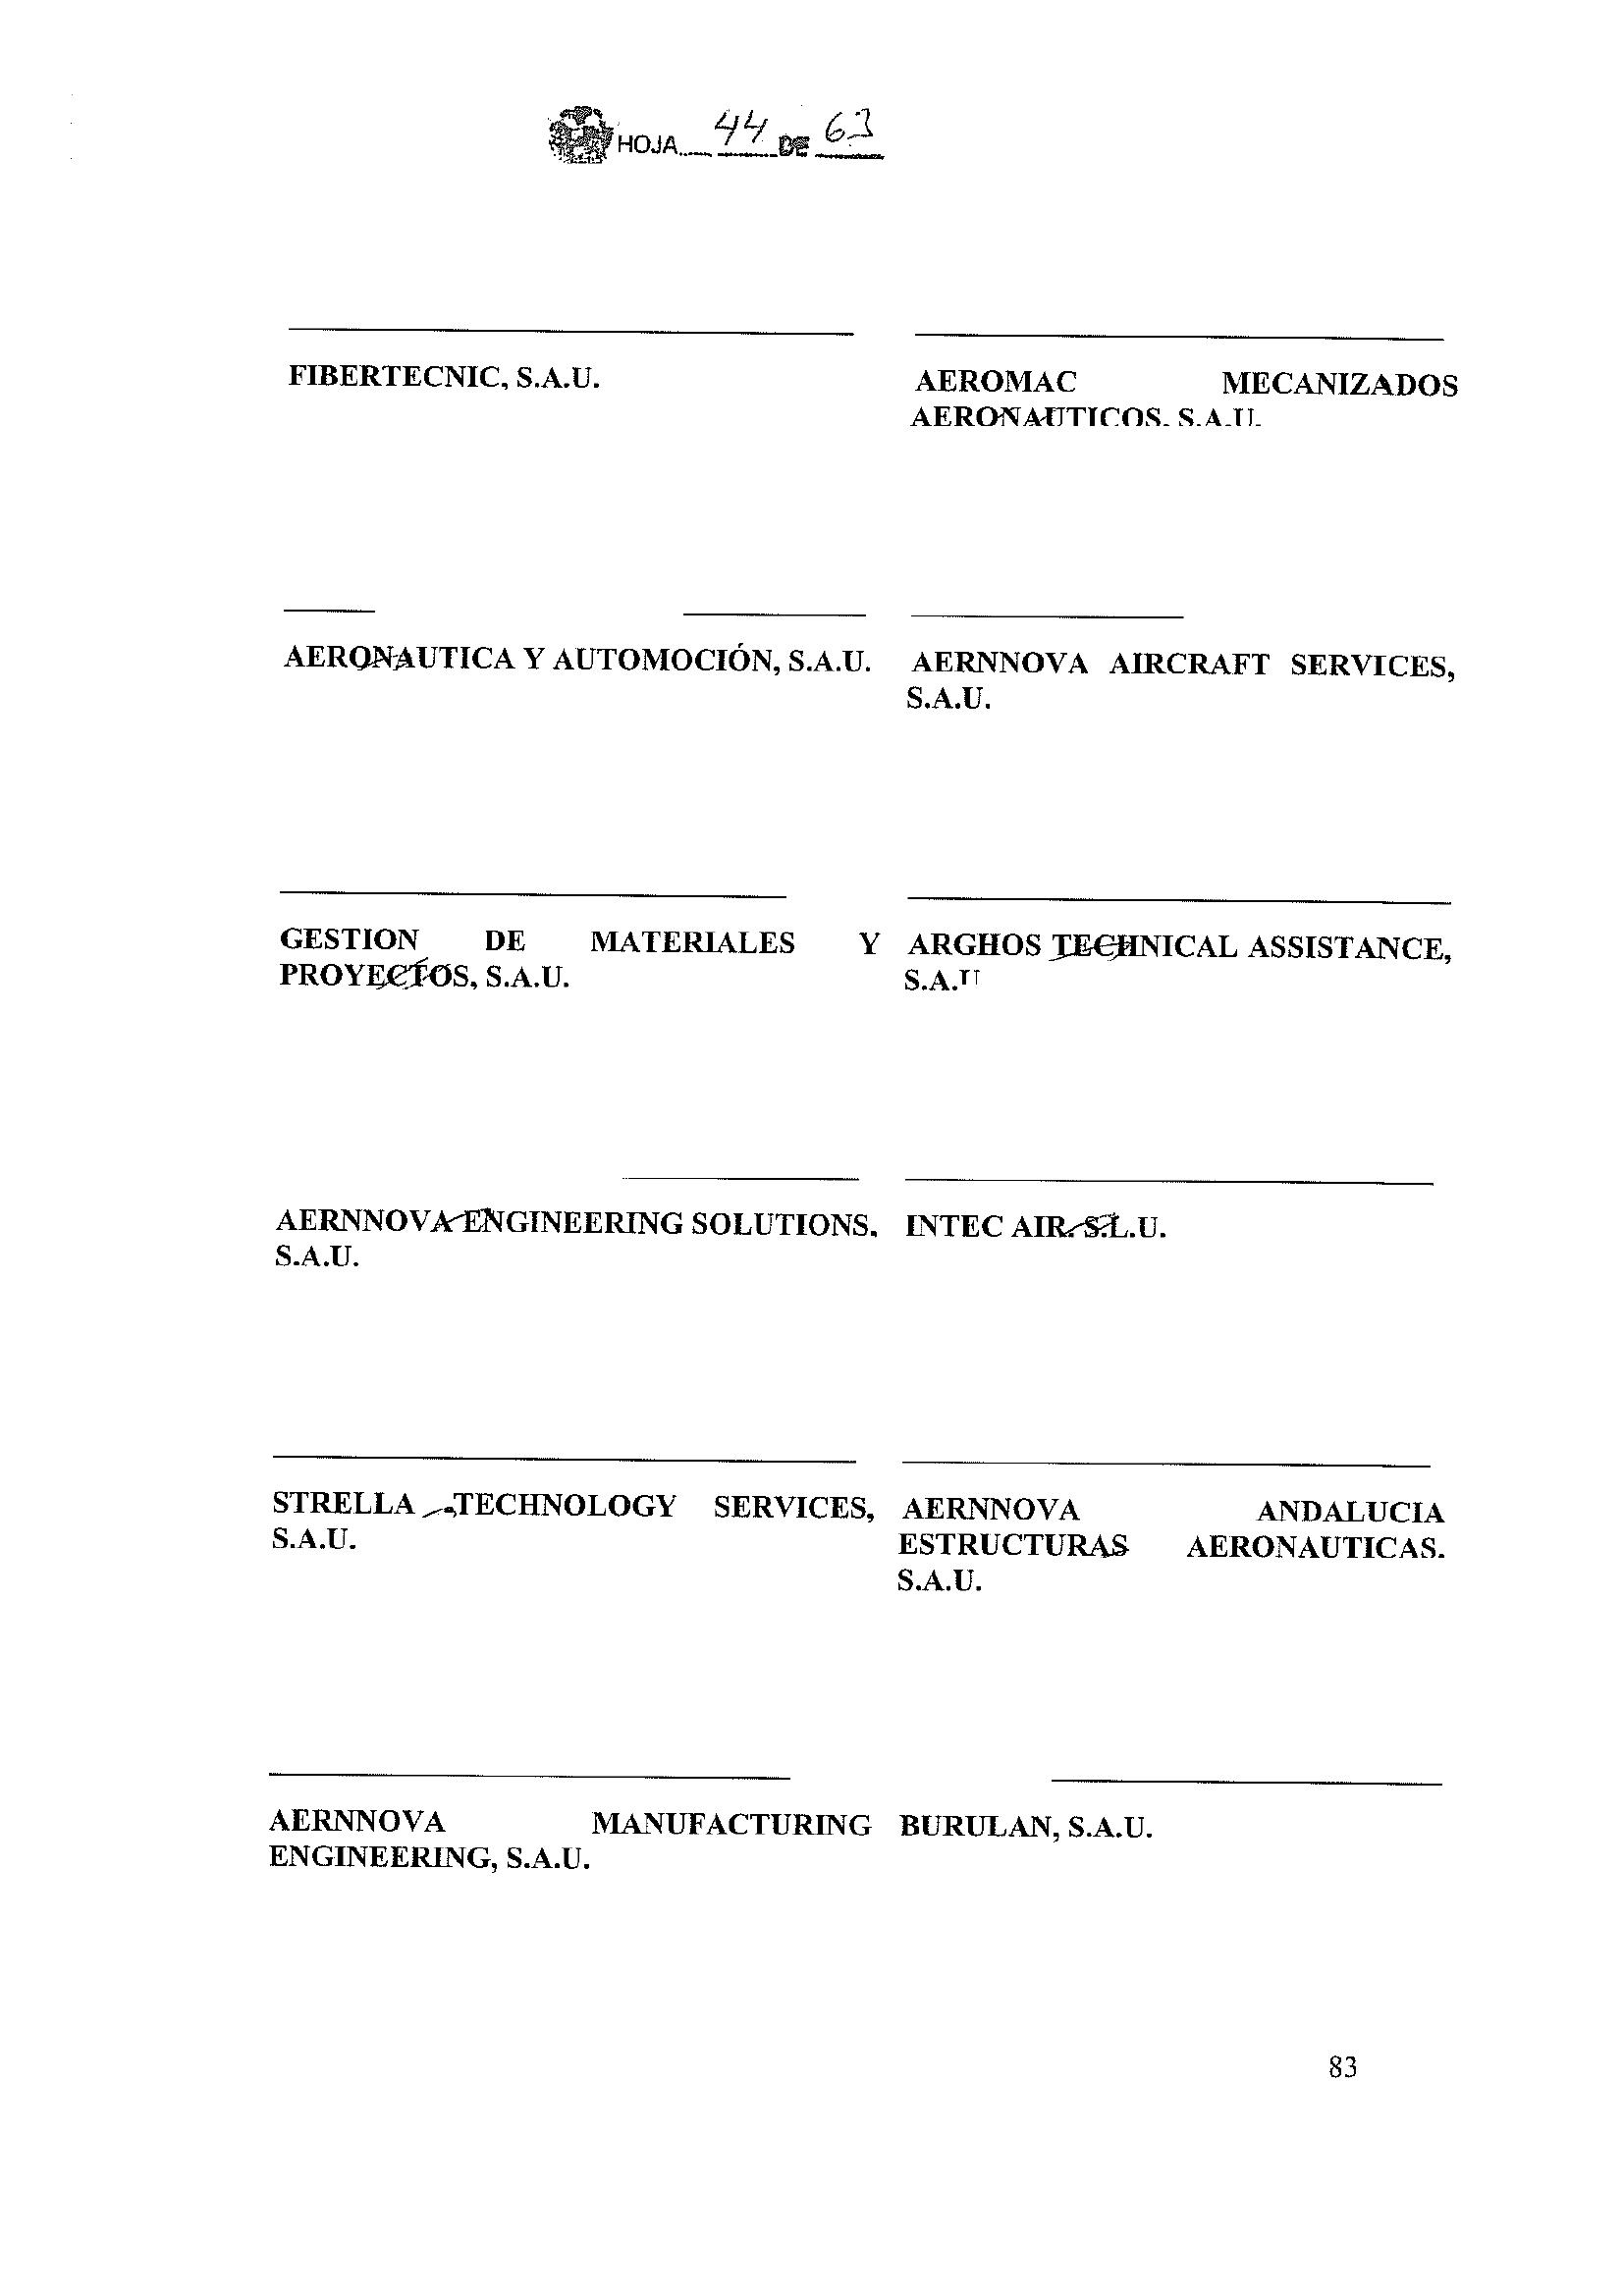 HOJA 44 DE 63
FIBERTECNIC, S.A.U.
AEROMAC MECANIZADOS
AERONAUTICOS, S.A.U.
AERONAUTICA Y AUTOMOCIÓN, S.A.U.
AERNNOVA AIRCRAFT SERVICES,
S.A.U.
GESTION DE MATERIALES Y
PROYECTOS, S.A.U.
ARGHOS TECHNICAL ASSISTANCE,
S.A.U
AERNNOVA ENGINEERING SOLUTIONS,
S.A.U.
INTEC AIR, S.L.U.
STRELLA TECHNOLOGY SERVICES,
S.A.U.
AERNNOVA ANDALUCIA
ESTRUCTURAS AERONAUTICAS,
S.A.U.
AERNNOVA MANUFACTURING
ENGINEERING, S.A.U.
BURULAN, S.A.U.
83